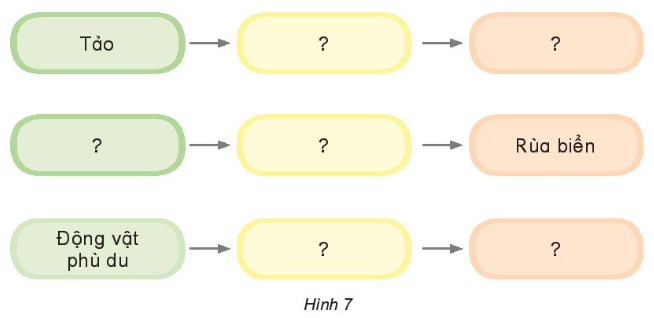 Tảo
?
?
?
?
Rùa biển
Động vật
phù du
?
?
Hình 7